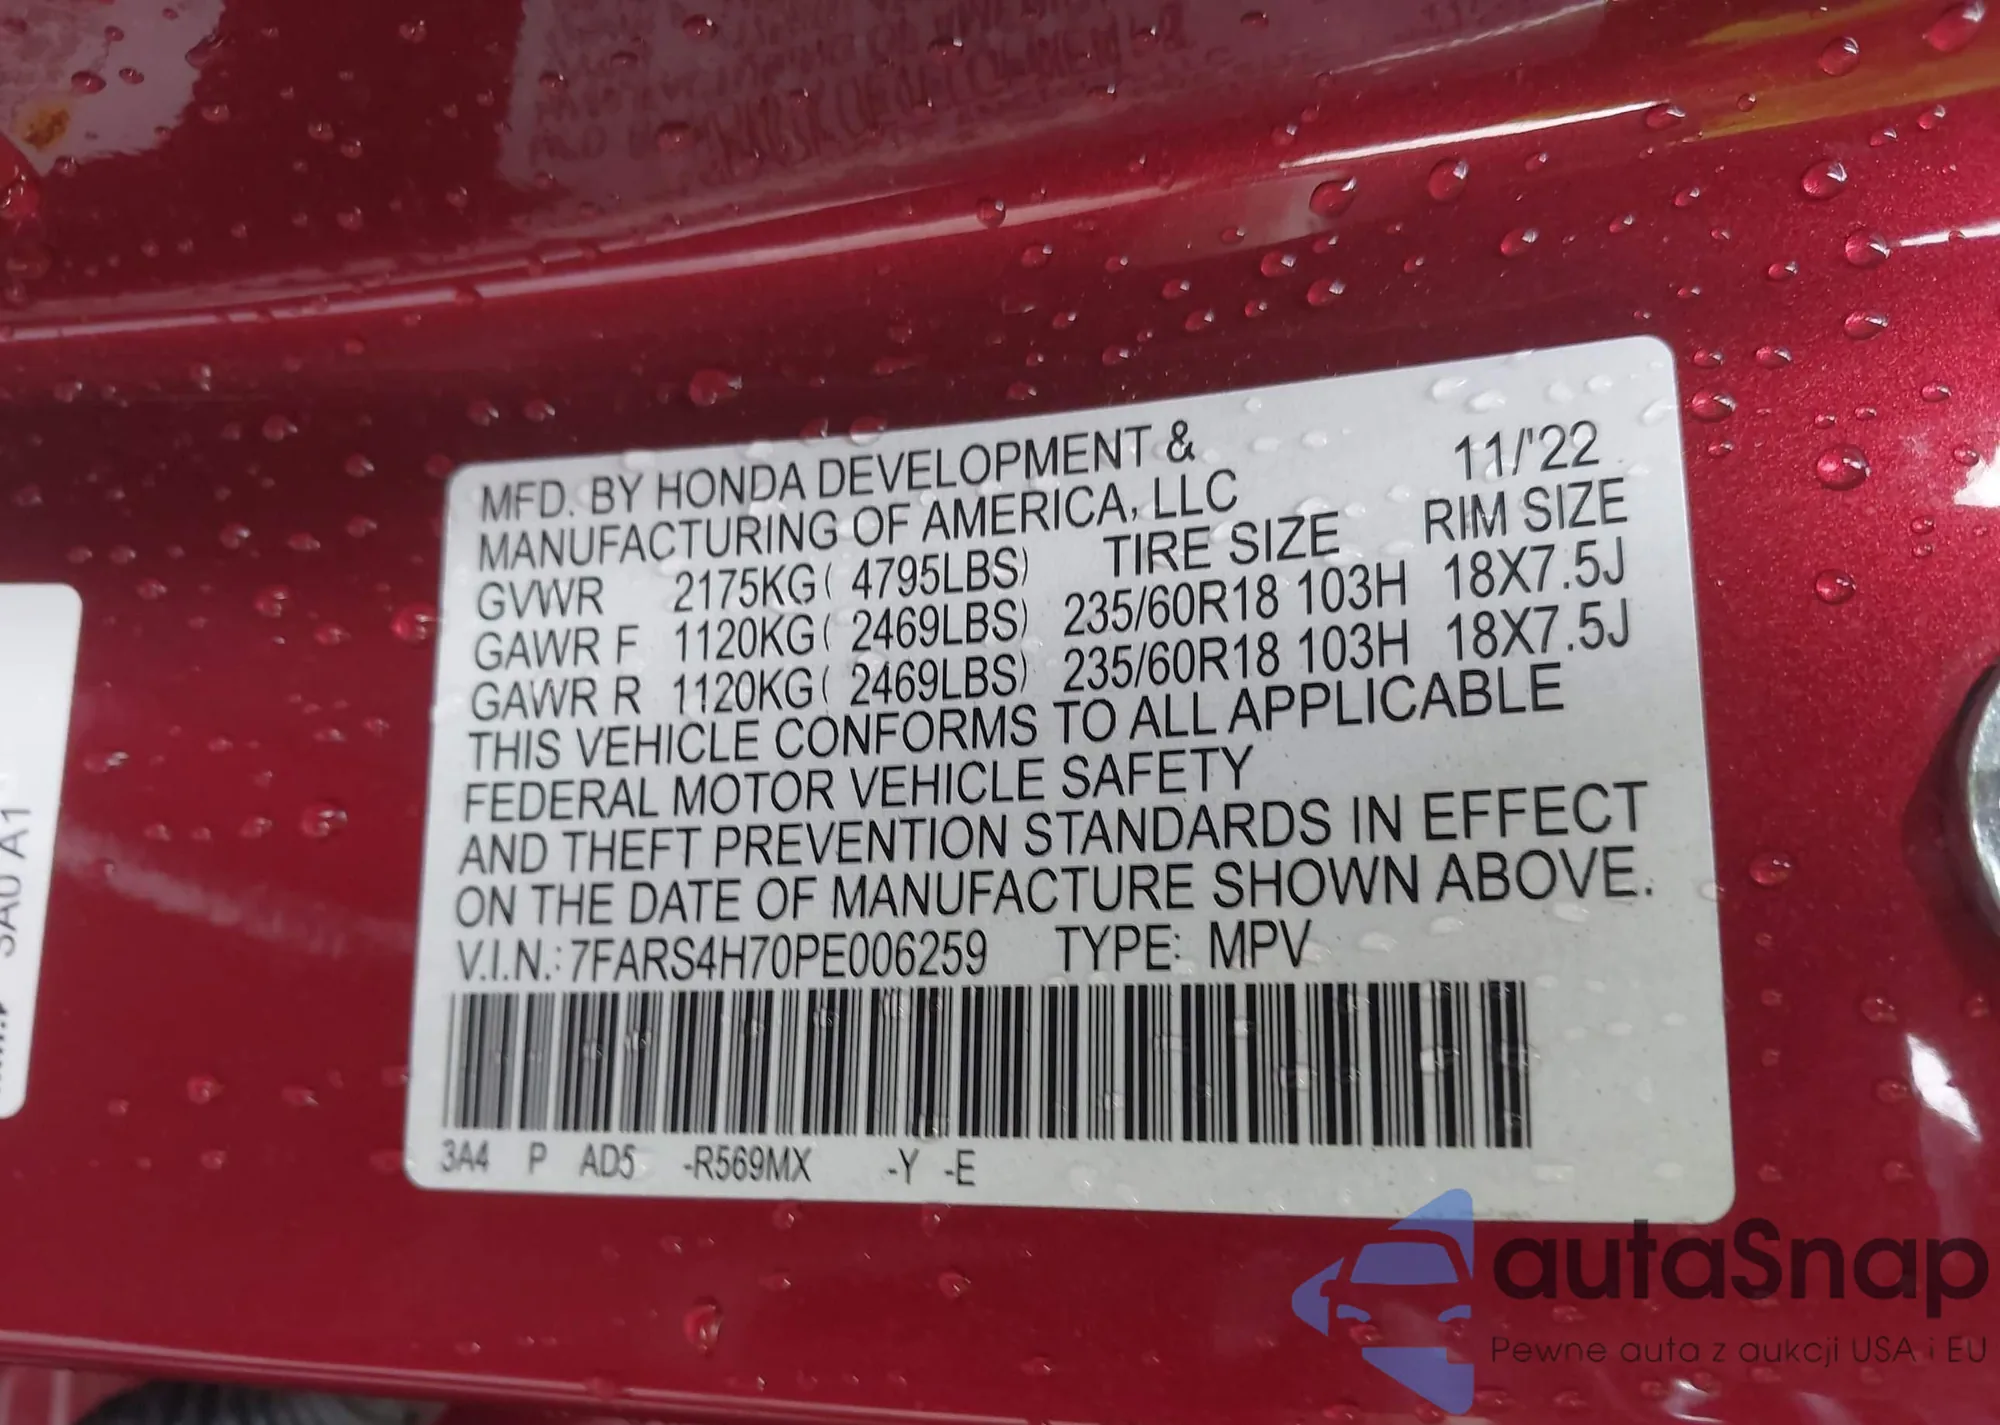 MFD. BY HONDA DEVELOPMENT & 11/'22
MANUFACTURING OF AMERICA, LLC
TIRE SIZE RIM SIZE
GVWR 2175KG( 4795LBS)
GAWR F 1120KG( 2469LBS) 235/60R18 103H 18X7.5J
GAWR R 1120KG( 2469LBS) 235/60R18 103H 18X7.5J
THIS VEHICLE CONFORMS TO ALL APPLICABLE
FEDERAL MOTOR VEHICLE SAFETY
AND THEFT PREVENTION STANDARDS IN EFFECT
ON THE DATE OF MANUFACTURE SHOWN ABOVE.
V.I.N.: 7FARS4H70PE006259 TYPE: MPV
3A4 P AD5 -R569MX -Y -E
3A0 A1
autaSnap
Pewne auta z aukcji USA i EU